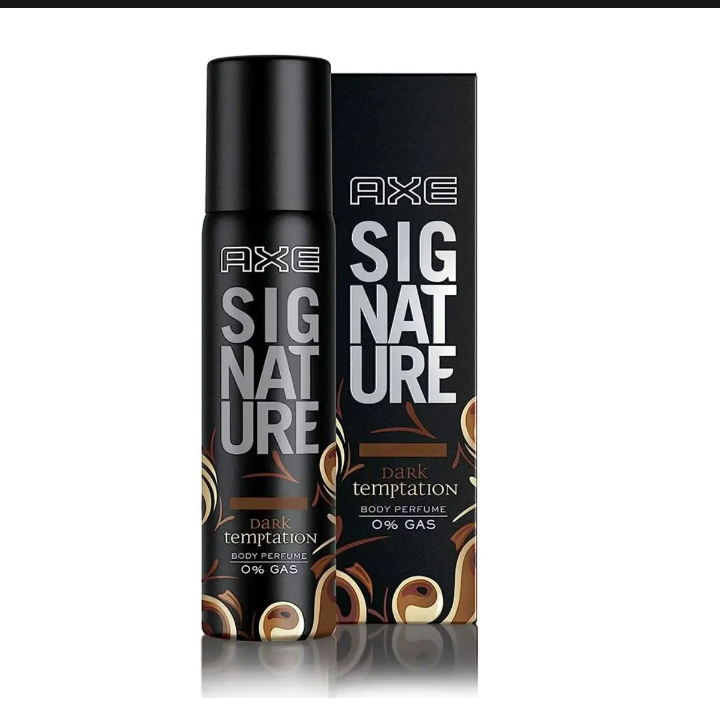 AXE
SIG
NAT
URE
DARK
temptation
BODY PERFUME
0% GAS
AXE
SIG
NAT
URE
DARK
temptation
BODY PERFUME
0% GAS